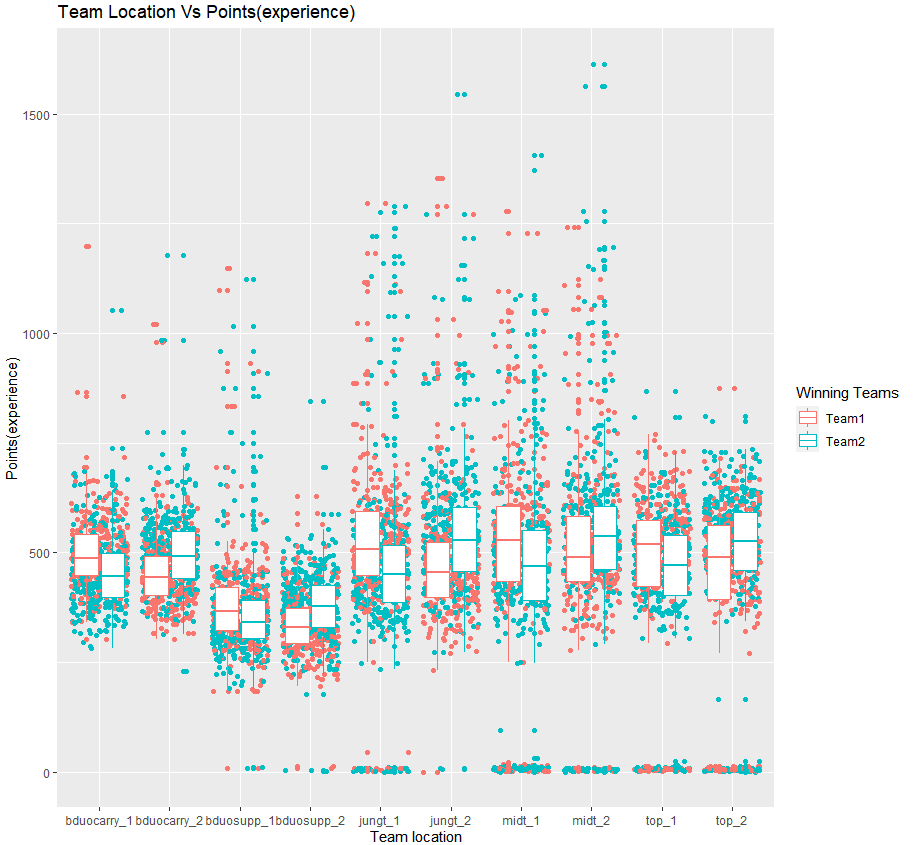 Team Location Vs Points(experience)
Points(experience)
1500
1000
500
0
bduocarry_1 bduocarry_2 bduosupp_1 bduosupp_2 jungt_1 jungt_2 midt_1 midt_2 top_1 top_2
Team location
Winning Teams
Team1
Team2